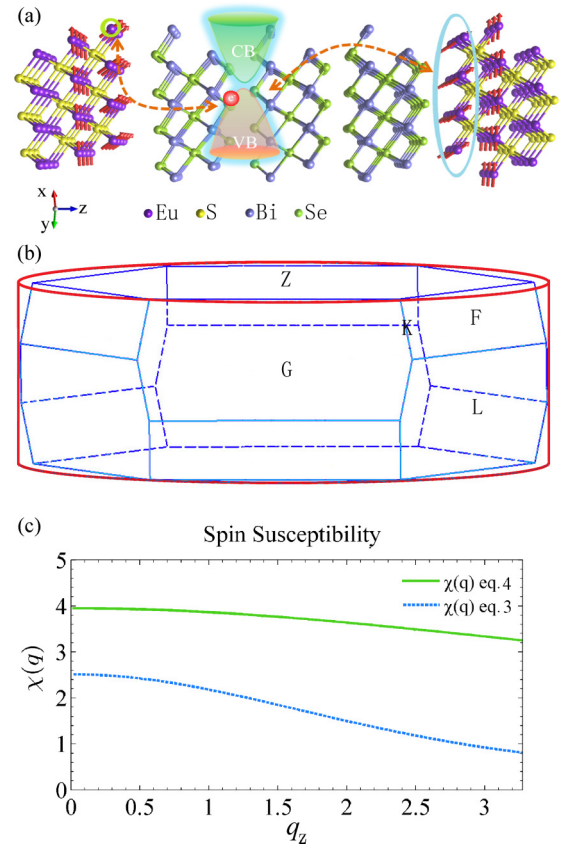 (a)
CB
VB
x
z
y
Eu S Bi Se
(b)
Z
K
F
G
L
(c)
Spin Susceptibility
χ(q) eq.4
χ(q) eq.3
5
4
3
2
1
0
χ(q)
0 0.5 1 1.5 2 2.5 3
q_z